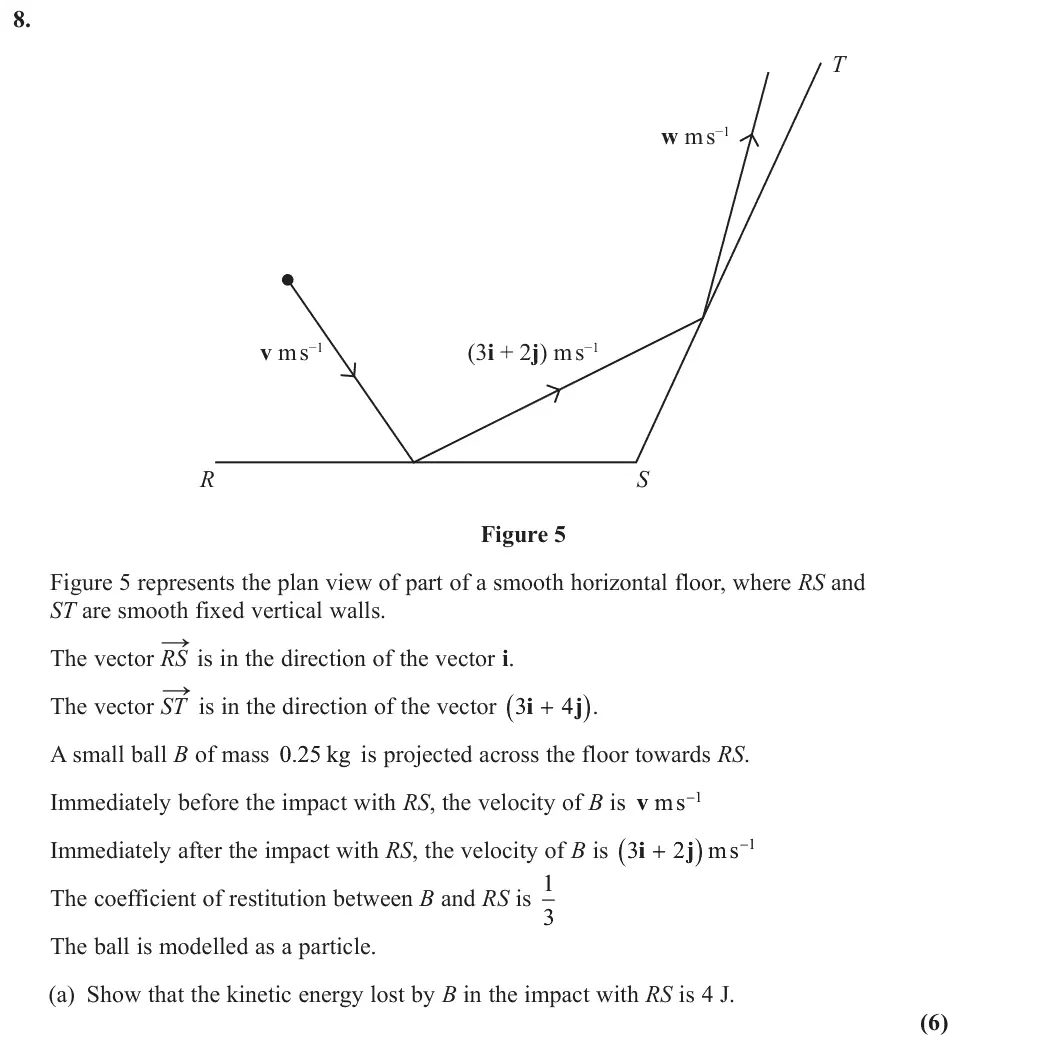 8.
T
w m s⁻¹
v m s⁻¹
(3i + 2j) m s⁻¹
R
S
Figure 5
Figure 5 represents the plan view of part of a smooth horizontal floor, where RS and
ST are smooth fixed vertical walls.
The vector \overrightarrow{RS} is in the direction of the vector i.
The vector \overrightarrow{ST} is in the direction of the vector (3i + 4j).
A small ball B of mass 0.25 kg is projected across the floor towards RS.
Immediately before the impact with RS, the velocity of B is v m s⁻¹
Immediately after the impact with RS, the velocity of B is (3i + 2j) m s⁻¹
The coefficient of restitution between B and RS is 1/3
The ball is modelled as a particle.
(a) Show that the kinetic energy lost by B in the impact with RS is 4 J.
(6)